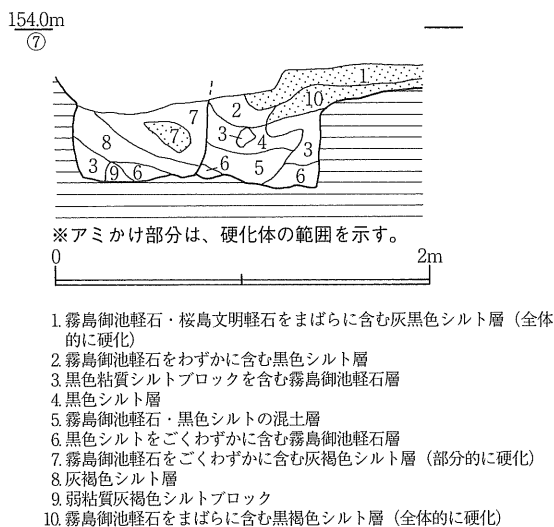 154.0m
⑦
1
10
2
7
3
4
7
8
3
6
5
3
9
6
6
※アミかけ部分は、硬化体の範囲を示す。
0 2m
1. 霧島御池軽石・桜島文明軽石をまばらに含む灰黒色シルト層（全体
的に硬化）
2. 霧島御池軽石をわずかに含む黒色シルト層
3. 黒色粘質シルトブロックを含む霧島御池軽石層
4. 黒色シルト層
5. 霧島御池軽石・黒色シルトの混土層
6. 黒色シルトをごくわずかに含む霧島御池軽石層
7. 霧島御池軽石をごくわずかに含む灰褐色シルト層（部分的に硬化）
8. 灰褐色シルト層
9. 弱粘質灰褐色シルトブロック
10. 霧島御池軽石をまばらに含む黒褐色シルト層（全体的に硬化）